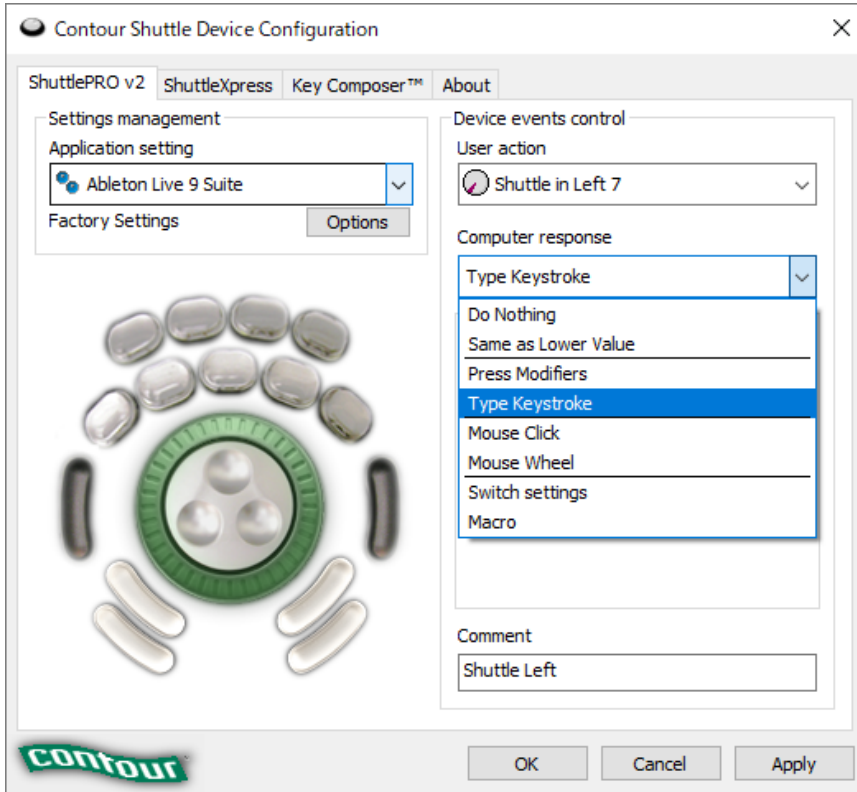 Contour Shuttle Device Configuration
ShuttlePRO v2
ShuttleXpress
Key Composer™
About
Settings management
Application setting
Ableton Live 9 Suite
Factory Settings
Options
Device events control
User action
Shuttle in Left 7
Computer response
Type Keystroke
Do Nothing
Same as Lower Value
Press Modifiers
Type Keystroke
Mouse Click
Mouse Wheel
Switch settings
Macro
Comment
Shuttle Left
contour
OK
Cancel
Apply